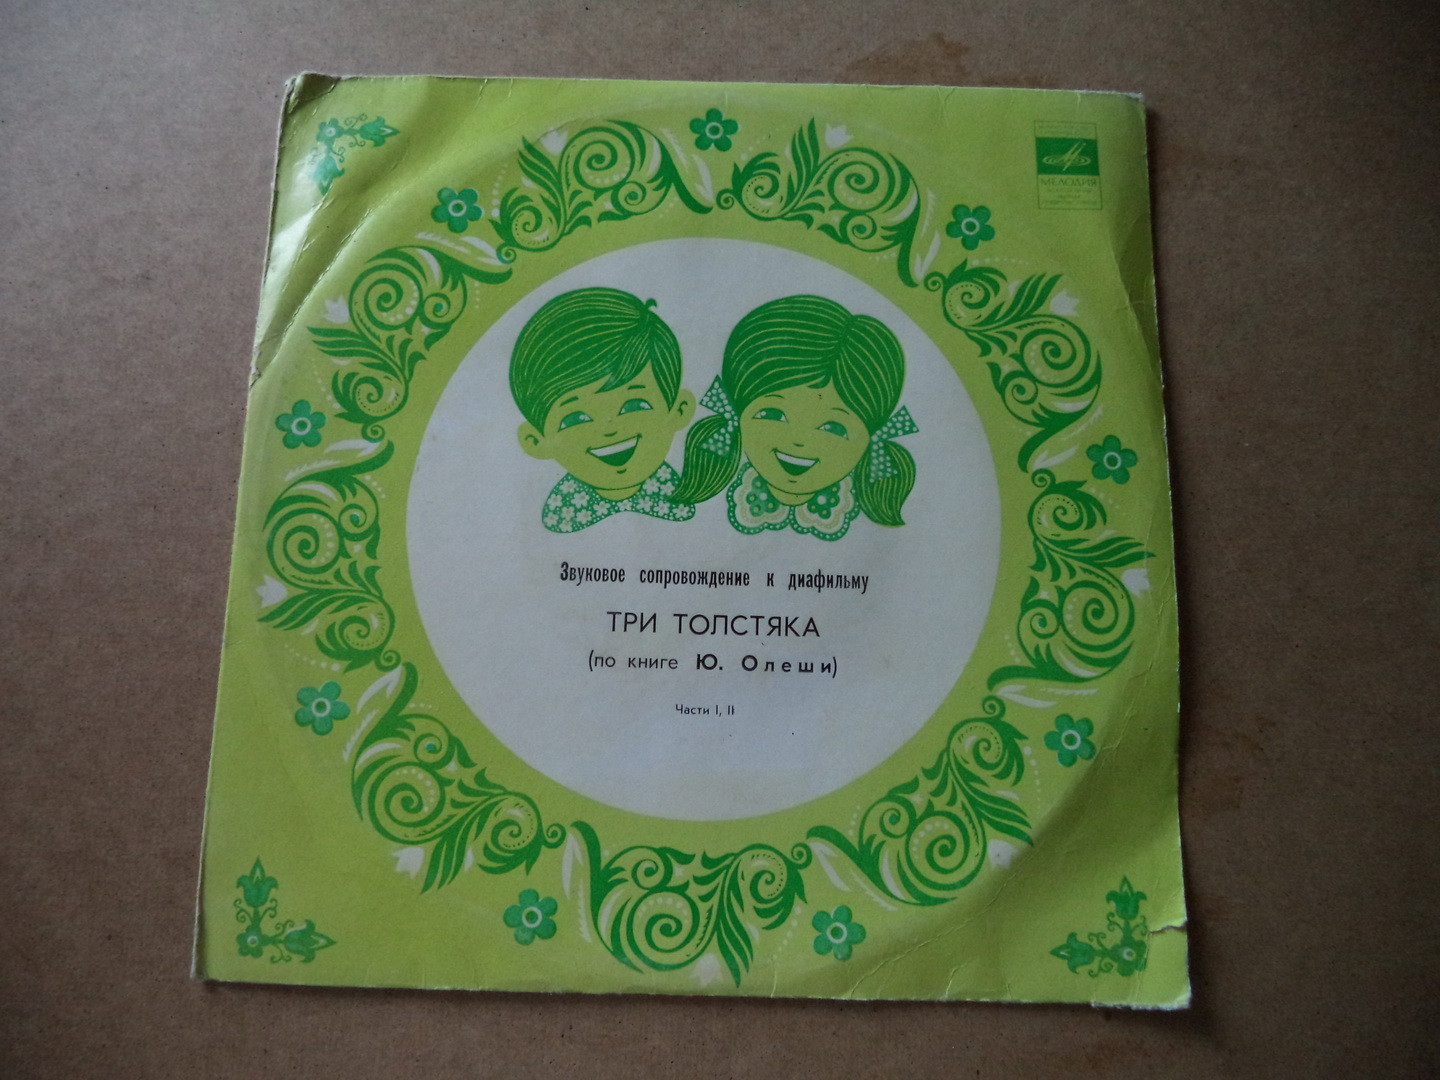 МЕЛОДИЯ
Звуковое сопровождение к диафильму
ТРИ ТОЛСТЯКА
(по книге Ю. Олеши)
Части I, II